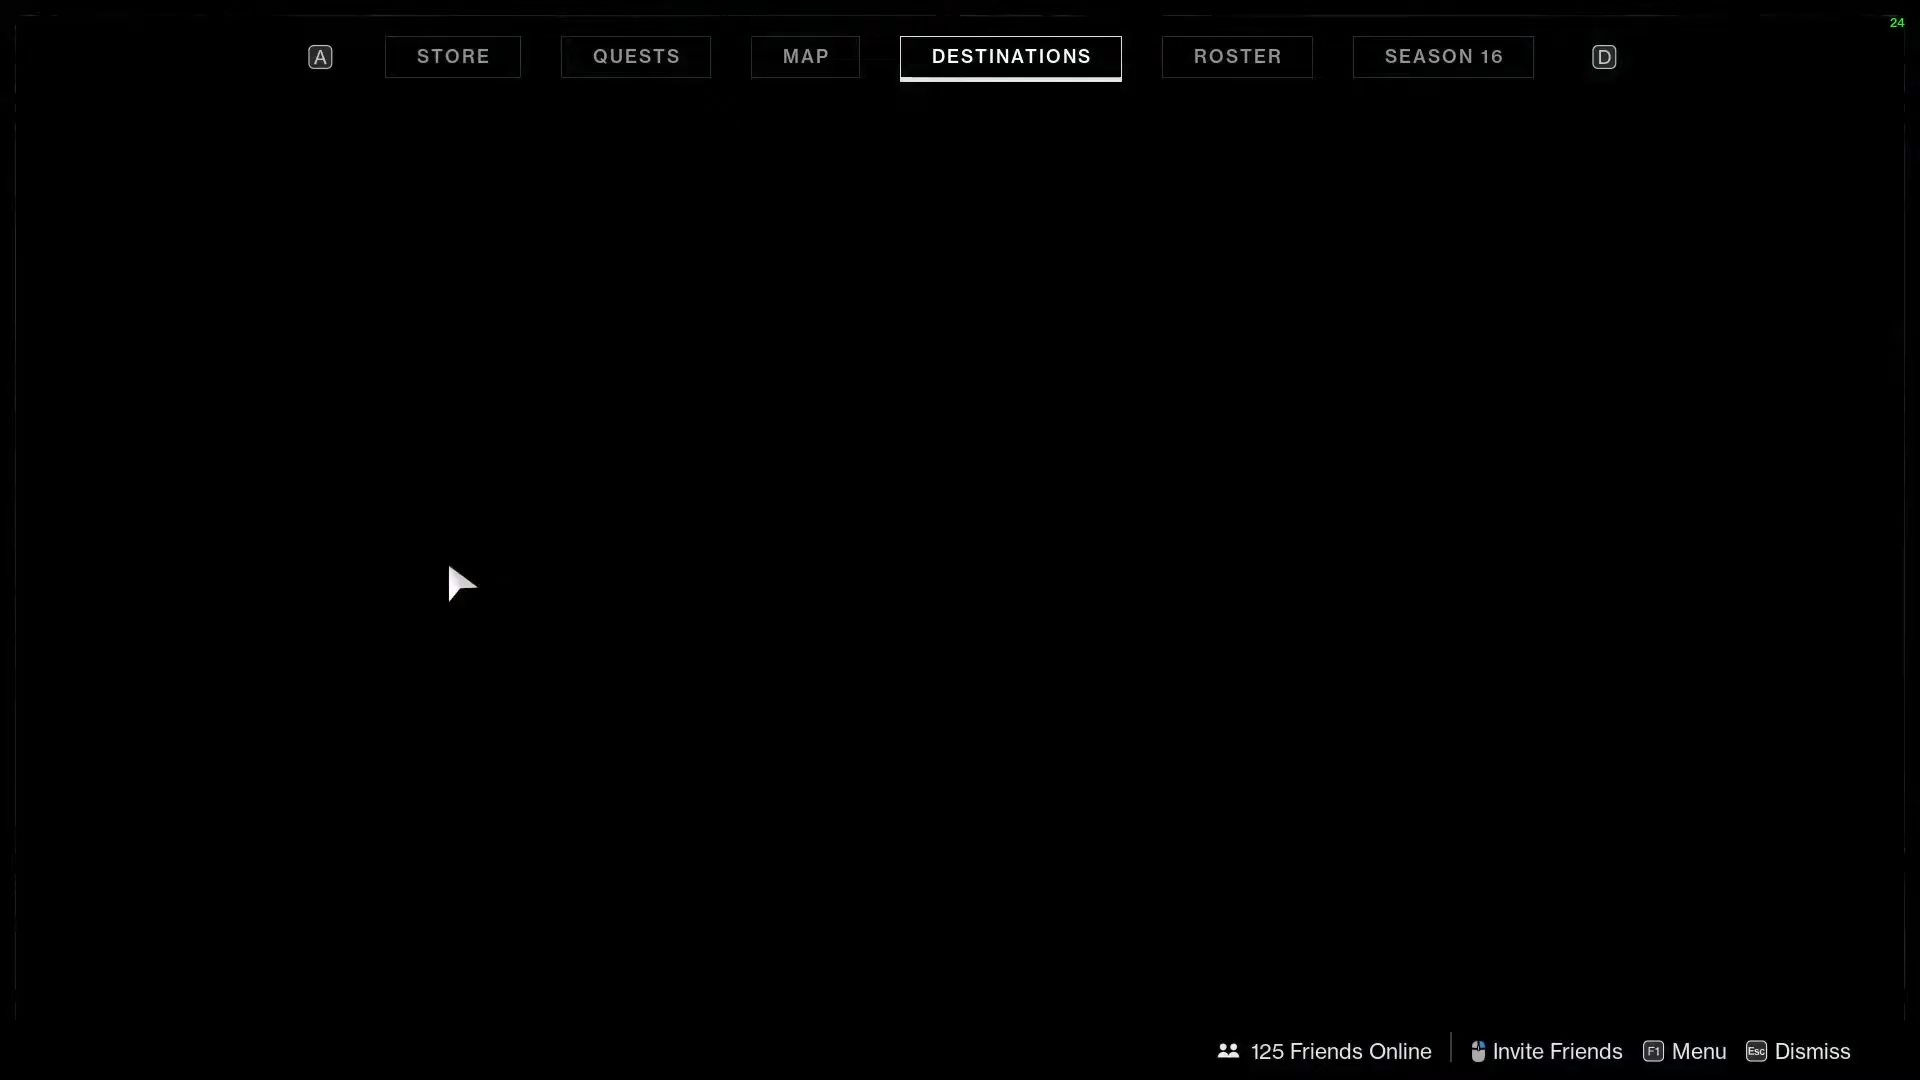 24
A STORE QUESTS MAP DESTINATIONS ROSTER SEASON 16 D
125 Friends Online Invite Friends F1 Menu Esc Dismiss